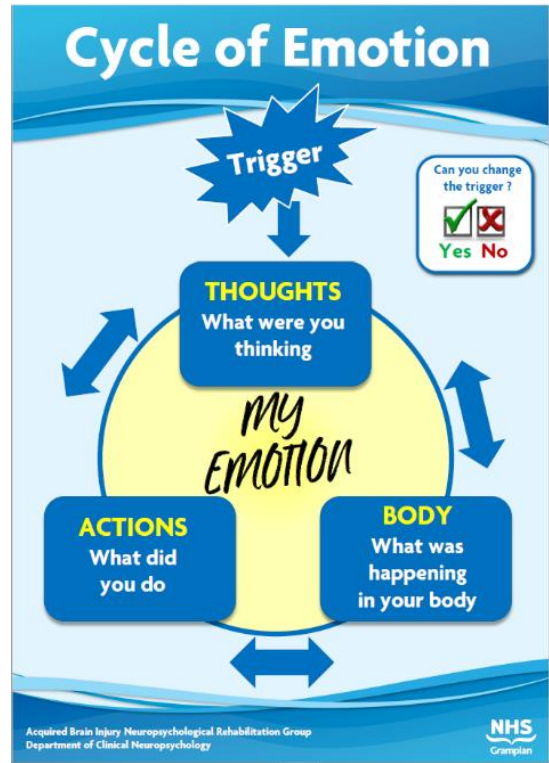 Cycle of Emotion
Trigger
Can you change
the trigger ?
Yes No
THOUGHTS
What were you
thinking
MY
EMOTION
ACTIONS
What did
you do
BODY
What was
happening
in your body
Acquired Brain Injury Neuropsychological Rehabilitation Group
Department of Clinical Neuropsychology
NHS
Grampian